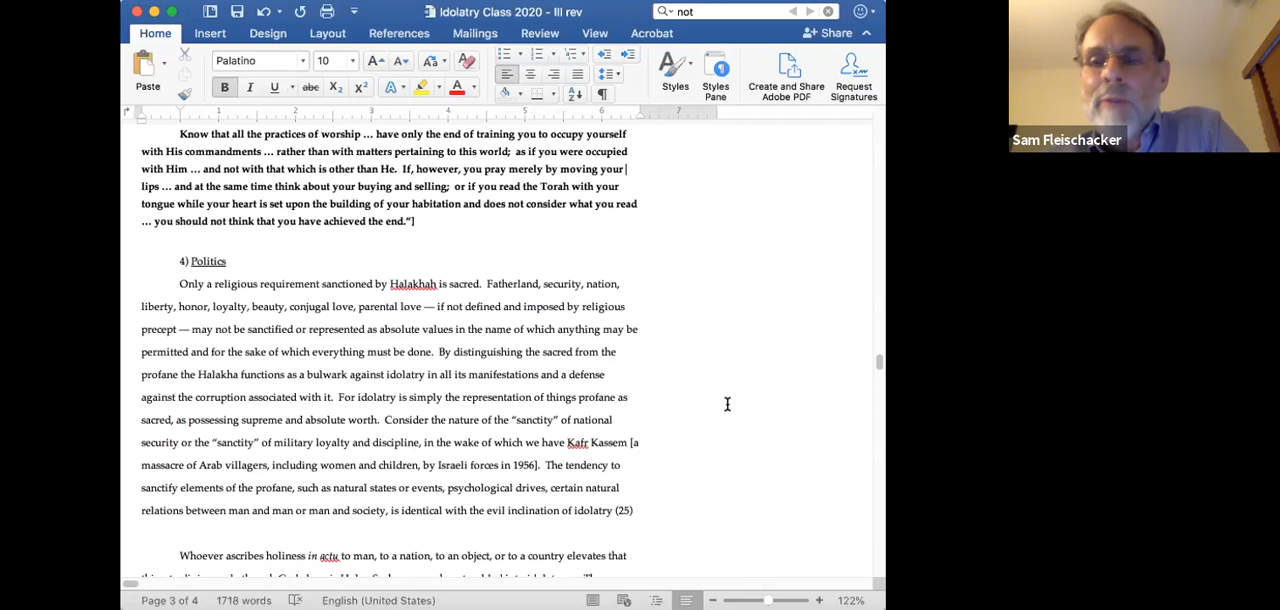 Idolatry Class 2020 - III rev
not
Home Insert Design Layout References Mailings Review View Acrobat Share
Palatino 10
Paste
Styles
Styles Pane
Create and Share Adobe PDF
Request Signatures
1 2 3 4 5 6 7
Know that all the practices of worship … have only the end of training you to occupy yourself
with His commandments … rather than with matters pertaining to this world; as if you were occupied
with Him … and not with that which is other than He. If, however, you pray merely by moving your
lips … and at the same time think about your buying and selling; or if you read the Torah with your
tongue while your heart is set upon the building of your habitation and does not consider what you read
… you should not think that you have achieved the end.“]
4) Politics
Only a religious requirement sanctioned by Halakhah is sacred. Fatherland, security, nation,
liberty, honor, loyalty, beauty, conjugal love, parental love — if not defined and imposed by religious
precept — may not be sanctified or represented as absolute values in the name of which anything may be
permitted and for the sake of which everything must be done. By distinguishing the sacred from the
profane the Halakha functions as a bulwark against idolatry in all its manifestations and a defense
against the corruption associated with it. For idolatry is simply the representation of things profane as
sacred, as possessing supreme and absolute worth. Consider the nature of the “sanctity” of national
security or the “sanctity” of military loyalty and discipline, in the wake of which we have Kafr Kassem [a
massacre of Arab villagers, including women and children, by Israeli forces in 1956]. The tendency to
sanctify elements of the profane, such as natural states or events, psychological drives, certain natural
relations between man and man or man and society, is identical with the evil inclination of idolatry (25)
Whoever ascribes holiness in actu to man, to a nation, to an object, or to a country elevates that
Page 3 of 4 1718 words English (United States) 122%
Sam Fleischacker